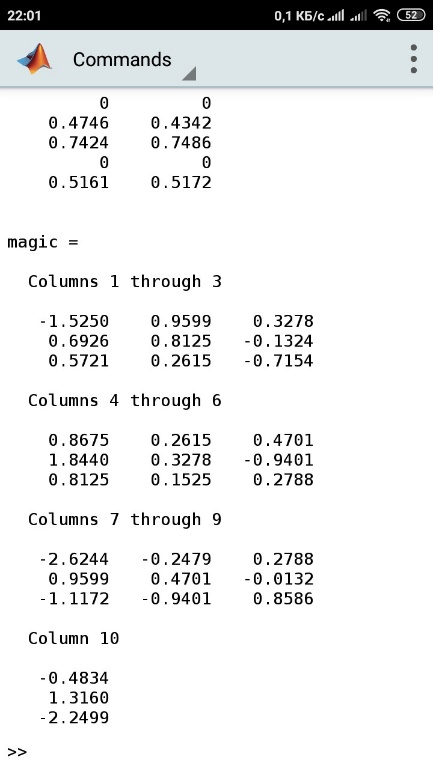 22:01 0,1 КБ/с 52
Commands
0 0
0.4746 0.4342
0.7424 0.7486
0 0
0.5161 0.5172
magic =
Columns 1 through 3
-1.5250 0.9599 0.3278
0.6926 0.8125 -0.1324
0.5721 0.2615 -0.7154
Columns 4 through 6
0.8675 0.2615 0.4701
1.8440 0.3278 -0.9401
0.8125 0.1525 0.2788
Columns 7 through 9
-2.6244 -0.2479 0.2788
0.9599 0.4701 -0.0132
-1.1172 -0.9401 0.8586
Column 10
-0.4834
1.3160
-2.2499
>>